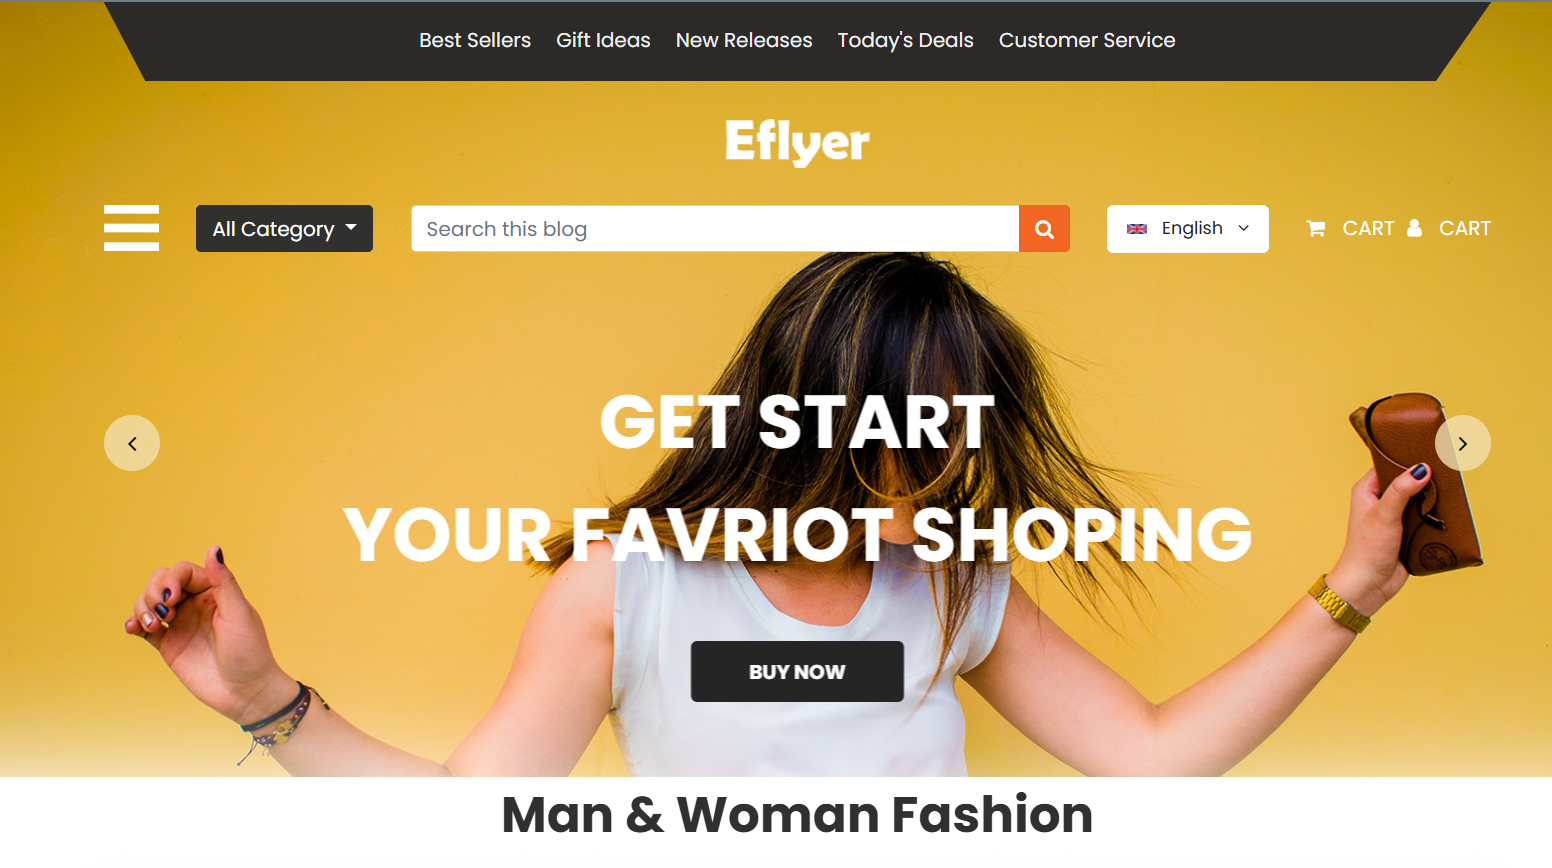 Best Sellers Gift Ideas New Releases Today's Deals Customer Service
Eflyer
All Category Search this blog English CART CART
GET START
YOUR FAVRIOT SHOPING
BUY NOW
Man & Woman Fashion